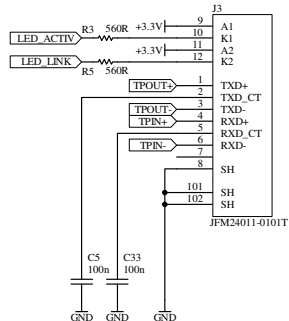 J3
R3 560R +3.3V 9 A1
LED_ACTIV 10 K1
+3.3V 11 A2
LED_LINK 12 K2
R5 560R
TPOUT+ 1 TXD+
2 TXD_CT
TPOUT- 3 TXD-
TPIN+ 4 RXD+
5 RXD_CT
TPIN- 6 RXD-
7
8 SH
101 SH
102 SH
JFM24011-0101T
C5 C33
100n 100n
GND GND GND